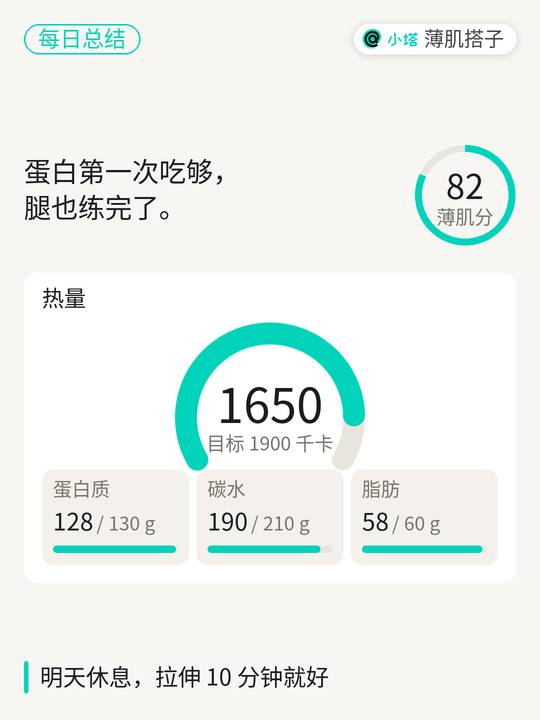 每日总结
小塔 薄肌搭子
蛋白第一次吃够，
腿也练完了。
82
薄肌分
热量
1650
目标 1900 千卡
蛋白质
128 / 130 g
碳水
190 / 210 g
脂肪
58 / 60 g
明天休息，拉伸 10 分钟就好